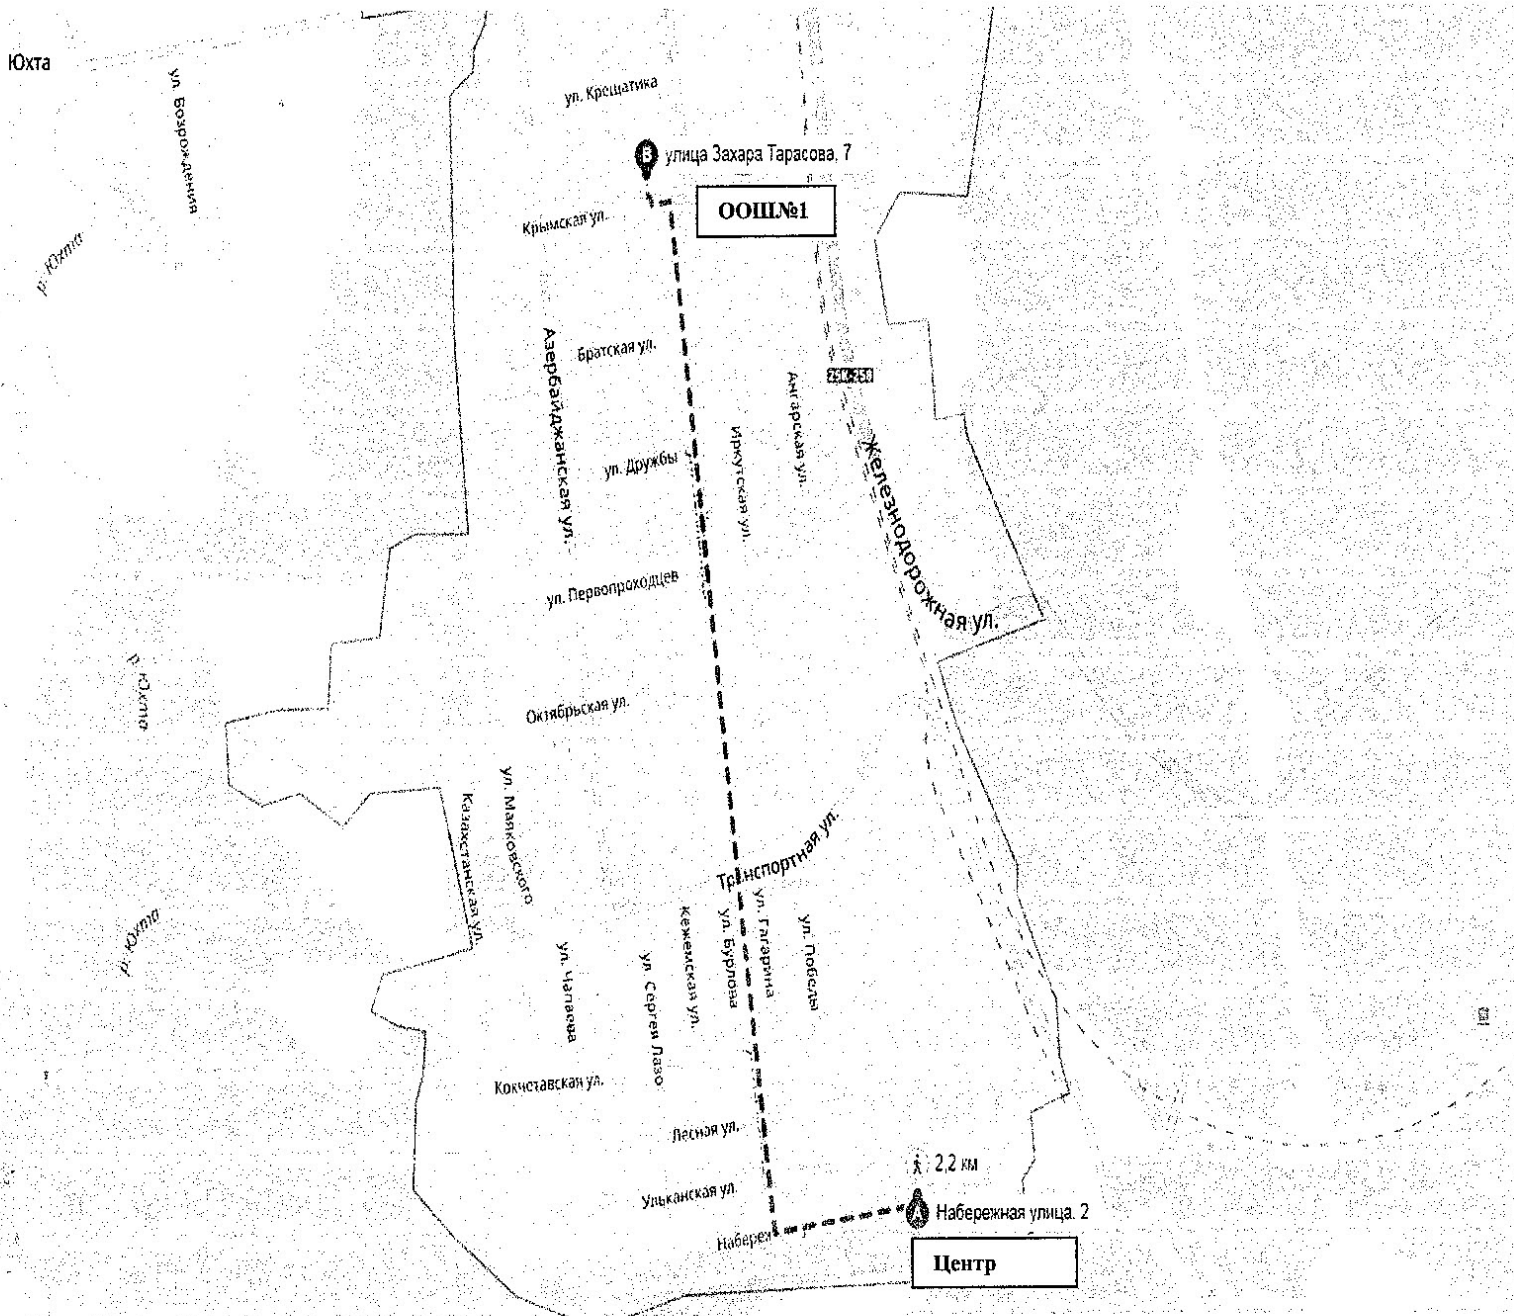 Юхта
ул. Возрождения
ул. Крещатика
B
улица Захара Тарасова, 7
ООШ№1
Крымская ул.
р. Юхта
Азербайджанская ул.
Братская ул.
Ангарская ул.
25К-258
Иркутская ул.
Железнодорожная ул.
ул. Дружбы
ул. Первопроходцев
р. Юхта
Октябрьская ул.
ул. Маяковского
Казахстанская ул.
Транспортная ул.
р. Юхта
Кежемская ул.
ул. Бурлова
ул. Гагарина
ул. Победы
ул. Чапаева
ул. Сергея Лазо
Кокчетавская ул.
Лесная ул.
2,2 км
Ульканская ул.
A
Набережная улица, 2
Набереж
Центр